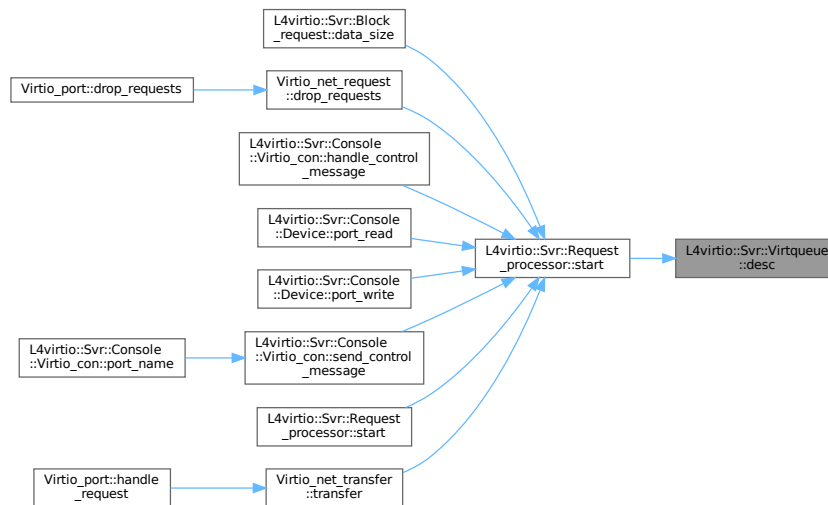 L4virtio::Svr::Block
_request::data_size
Virtio_port::drop_requests
Virtio_net_request
::drop_requests
L4virtio::Svr::Console
::Virtio_con::handle_control
_message
L4virtio::Svr::Console
::Device::port_read
L4virtio::Svr::Request
_processor::start
L4virtio::Svr::Virtqueue
::desc
L4virtio::Svr::Console
::Device::port_write
L4virtio::Svr::Console
::Virtio_con::port_name
L4virtio::Svr::Console
::Virtio_con::send_control
_message
L4virtio::Svr::Request
_processor::start
Virtio_port::handle
_request
Virtio_net_transfer
::transfer